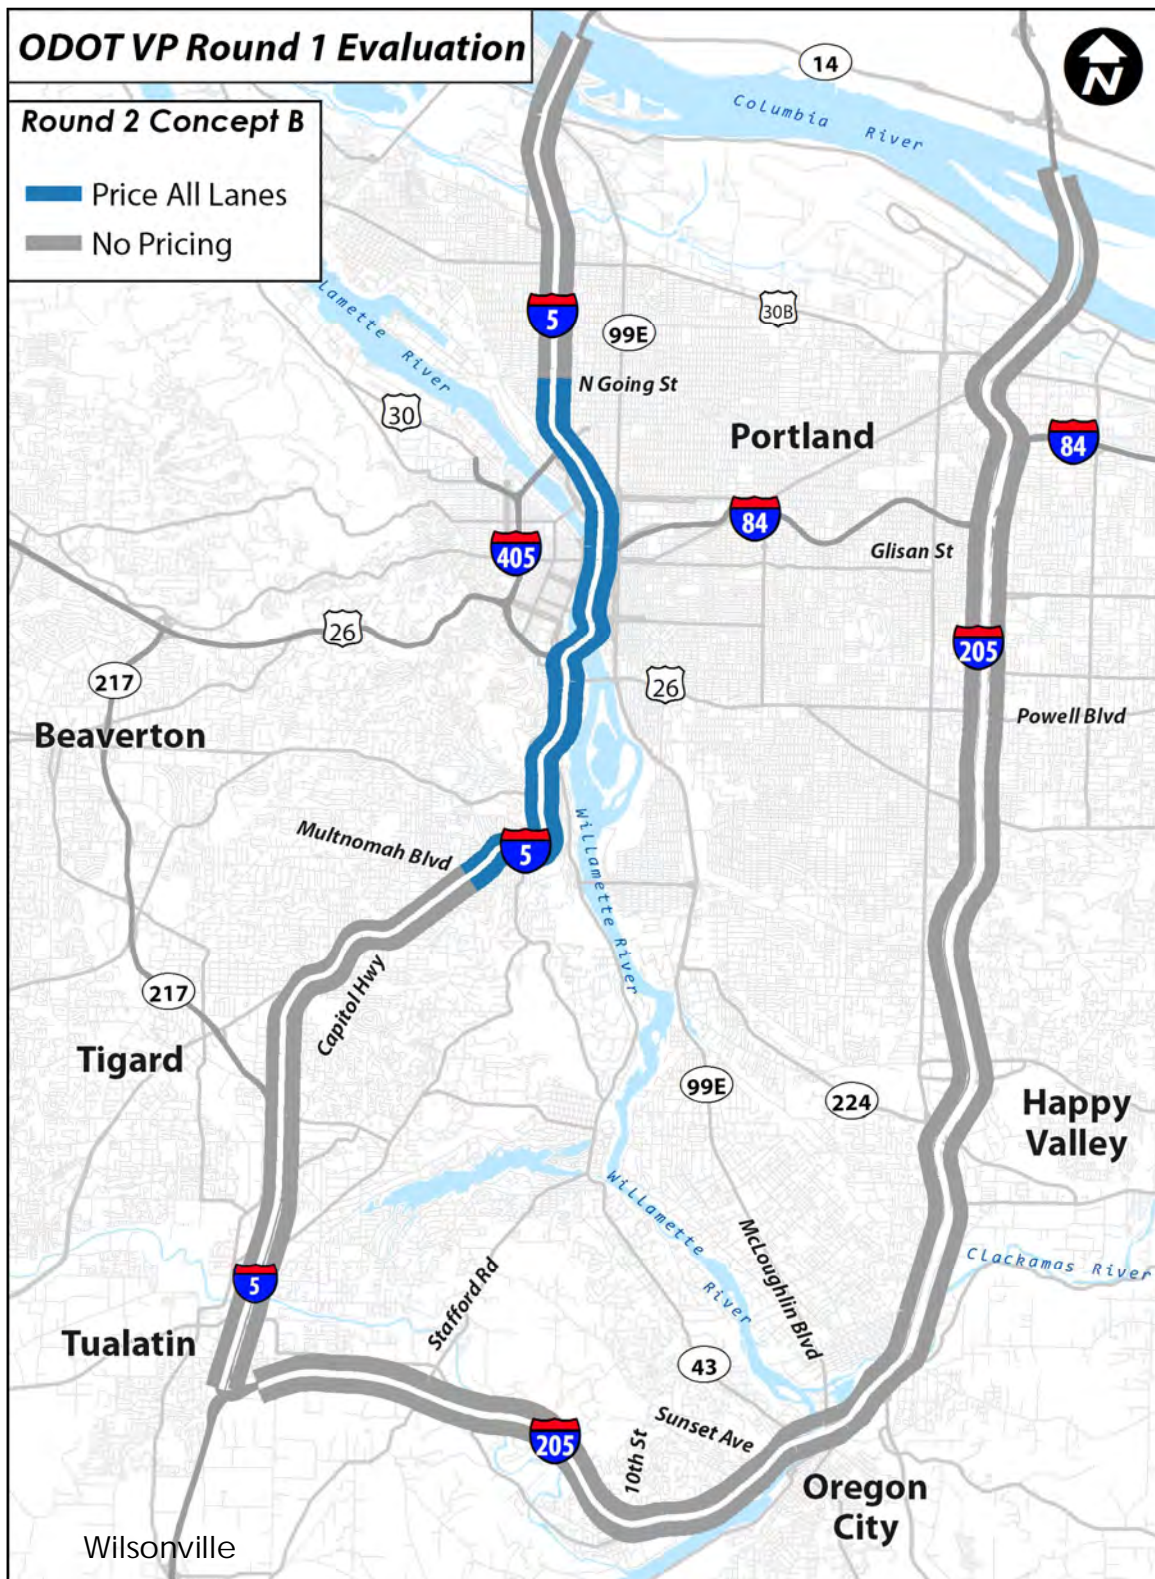 ODOT VP Round 1 Evaluation
N
14
Columbia River
Round 2 Concept B
Price All Lanes
No Pricing
lamette River
5
99E
30B
N Going St
30
Portland
84
84
405
Glisan St
26
205
217
26
Powell Blvd
Beaverton
Multnomah Blvd
5
Willamette River
217
Capitol Hwy
Tigard
99E
224
Happy
Valley
Willamette River
McLoughlin Blvd
Clackamas River
5
Stafford Rd
Tualatin
43
205
10th St
Sunset Ave
Oregon
City
Wilsonville